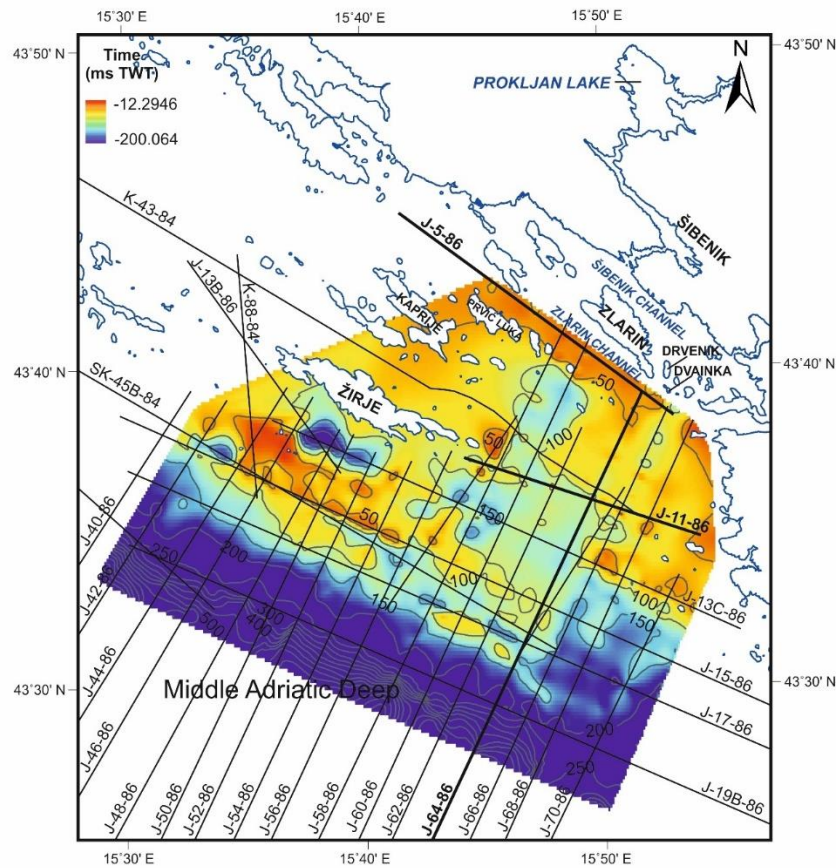 15˚30' E
15˚40' E
15˚50' E
43˚50' N
43˚50' N
Time
(ms TWT)
-12.2946
-200.064
N
PROKLJAN LAKE
K-43-84
J-13B-86
K-88-84
J-5-86
ŠIBENIK
ŠIBENIK CHANNEL
ZLARIN
ZLARIN CHANNEL
KAPRIJE
PRVIĆ LUKA
DRVENIK
DVAINKA
43˚40' N
43˚40' N
SK-45B-84
ŽIRJE
50
100
50
J-11-86
150
50
J-40-86
250
200
100
150
J-13C-86
100
150
J-42-86
300
400
500
J-44-86
J-15-86
43˚30' N
Middle Adriatic Deep
43˚30' N
J-17-86
200
J-46-86
250
J-19B-86
J-48-86
J-50-86
J-52-86
J-54-86
J-56-86
J-58-86
J-60-86
J-62-86
J-64-86
J-66-86
J-68-86
J-70-86
15˚30' E
15˚40' E
15˚50' E